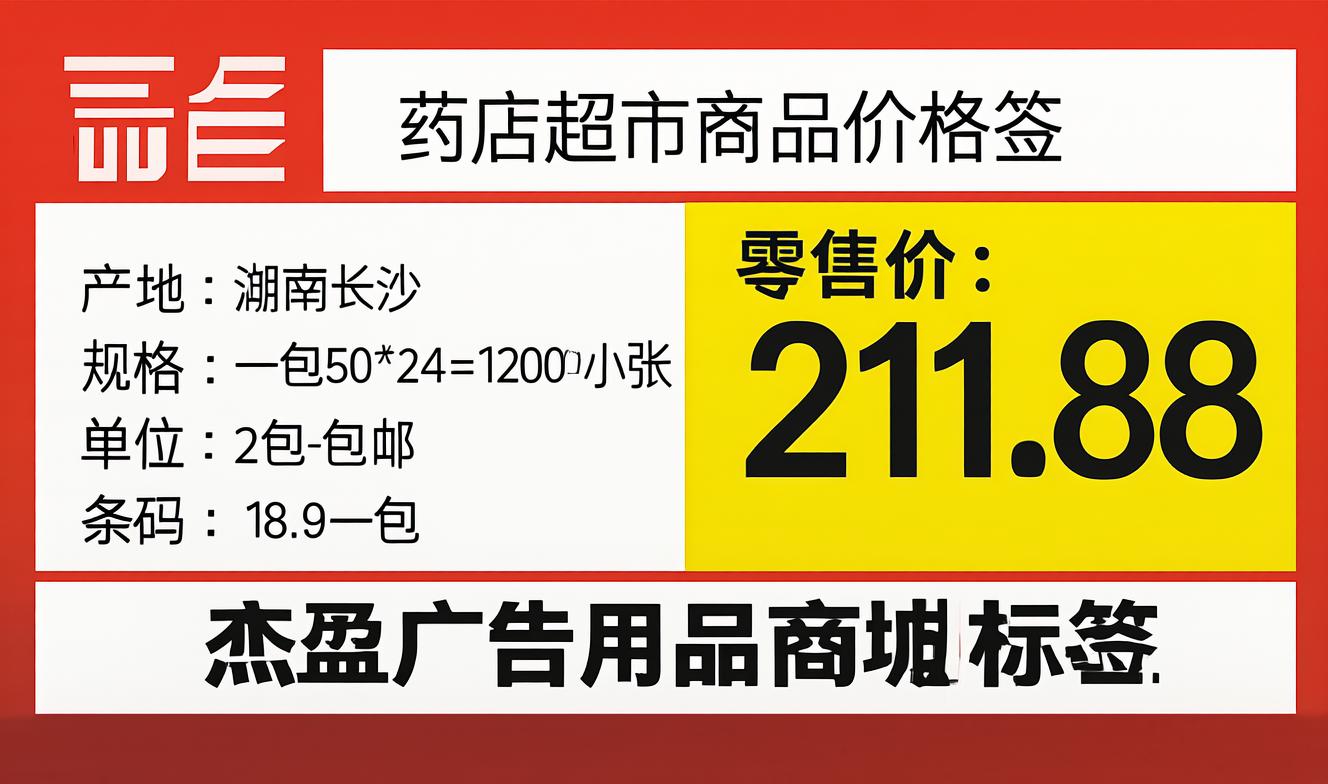 药店超市商品价格签
产地：湖南长沙
规格：一包50*24=1200小张
单位：2包-包邮
条码：18.9一包
零售价：
211.88
杰盈广告用品商 标签